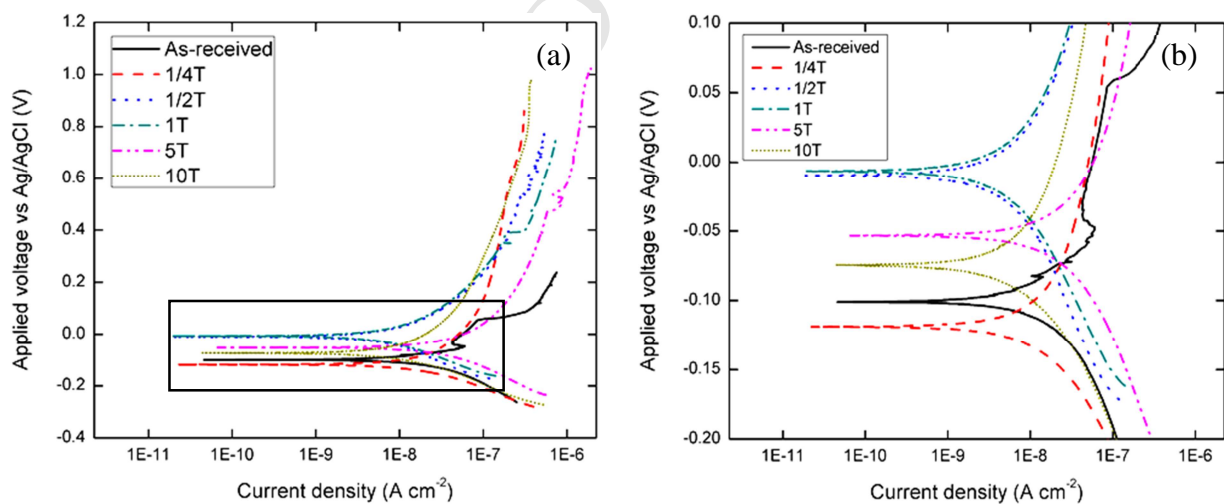 (a)
As-received
1/4T
1/2T
1T
5T
10T
1.2
1.0
0.8
0.6
0.4
0.2
0.0
-0.2
-0.4
1E-11
1E-10
1E-9
1E-8
1E-7
1E-6
Applied voltage vs Ag/AgCl (V)
Current density (A cm⁻²)
(b)
As-received
1/4T
1/2T
1T
5T
10T
0.10
0.05
0.00
-0.05
-0.10
-0.15
-0.20
1E-11
1E-10
1E-9
1E-8
1E-7
1E-6
Applied voltage vs Ag/AgCl (V)
Current density (A cm⁻²)